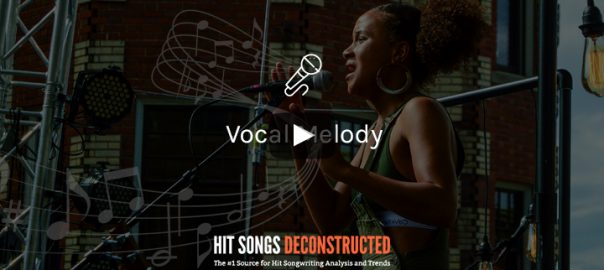 Vocal Melody
HIT SONGS DECONSTRUCTED
The #1 Source for Hit Songwriting Analysis and Trends